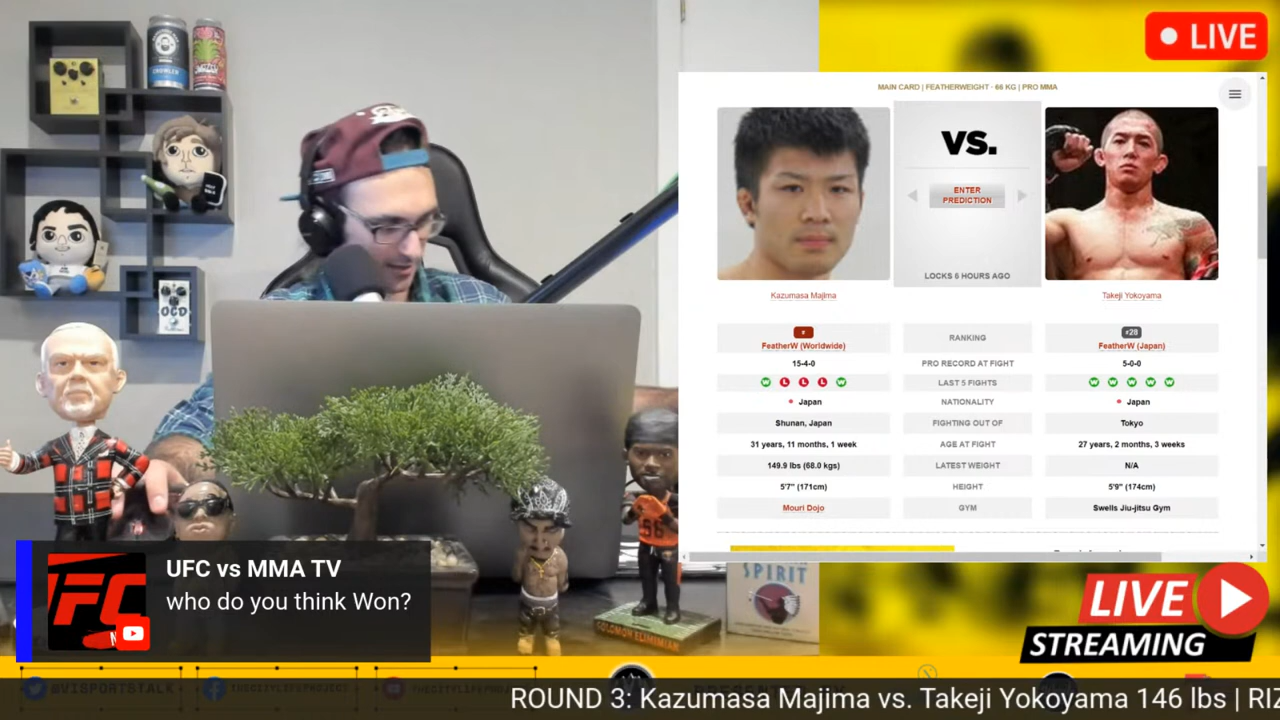 LIVE
MAIN CARD | FEATHERWEIGHT · 66 KG | PRO MMA
VS.
ENTER
PREDICTION
LOCKS 6 HOURS AGO
Kazumasa Majima
Takeji Yokoyama
#28
FeatherW (Worldwide)
RANKING
FeatherW (Japan)
15-4-0
PRO RECORD AT FIGHT
5-0-0
W L L L W
LAST 5 FIGHTS
W W W W W
Japan
NATIONALITY
Japan
Shunan, Japan
FIGHTING OUT OF
Tokyo
31 years, 11 months, 1 week
AGE AT FIGHT
27 years, 2 months, 3 weeks
149.9 lbs (68.0 kgs)
LATEST WEIGHT
N/A
5'7" (171cm)
HEIGHT
5'9" (174cm)
Mouri Dojo
GYM
Swells Jiu-jitsu Gym
OCD
FC
UFC vs MMA TV
who do you think Won?
SPIRIT
SOLOMON ELIMIMIAN
LIVE
STREAMING
@VISPORTSTALK
THECITYLIFEPROJECT
ROUND 3: Kazumasa Majima vs. Takeji Yokoyama 146 lbs | RIZ